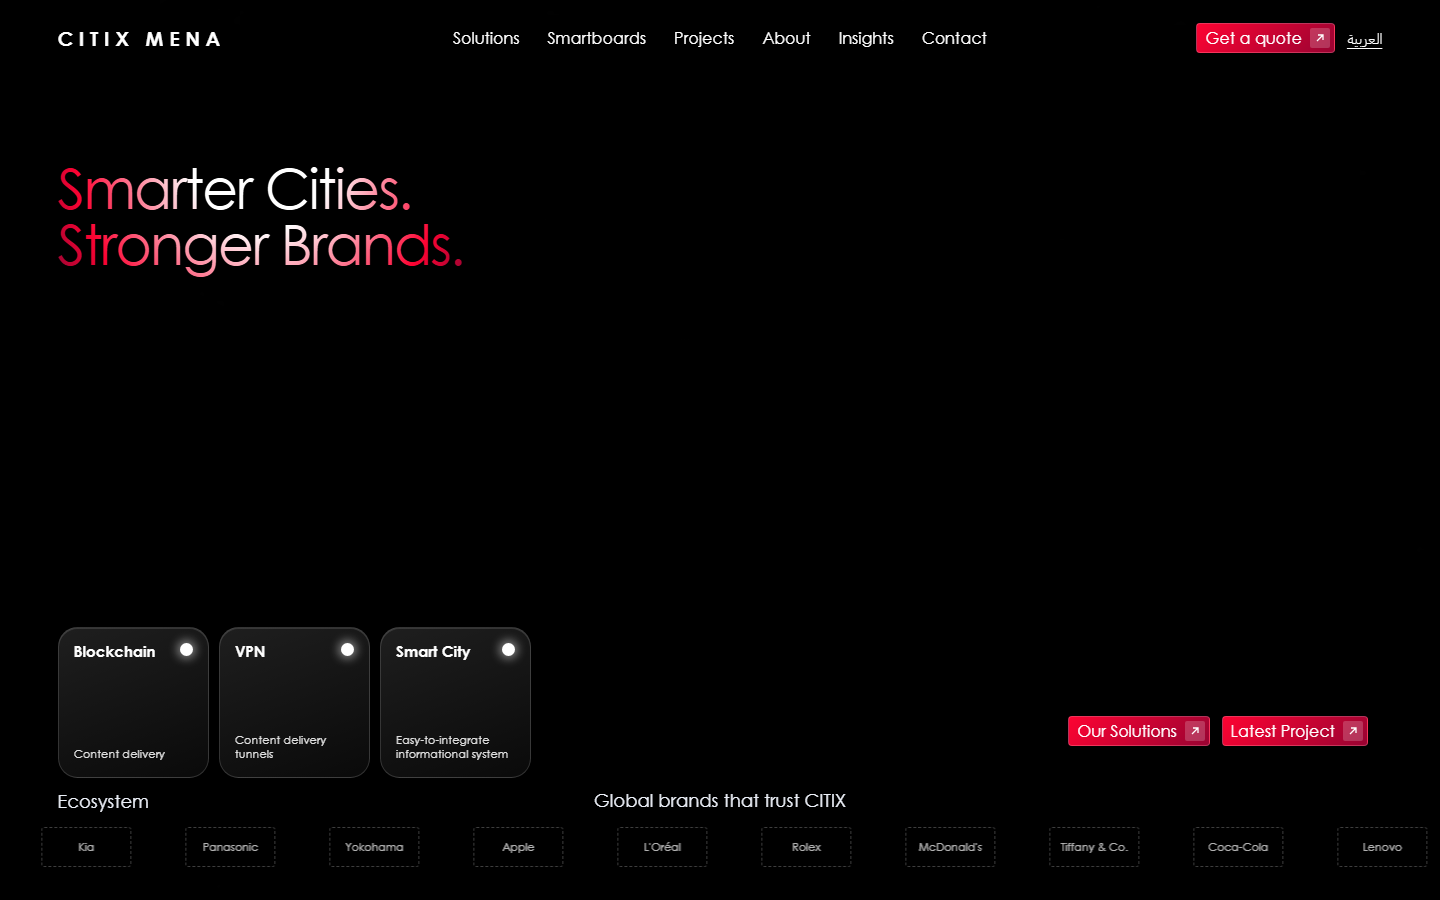 CITIX MENA
Solutions
Smartboards
Projects
About
Insights
Contact
Get a quote
العربية
Smarter Cities.
Stronger Brands.
Blockchain
Content delivery
VPN
Content delivery
tunnels
Smart City
Easy-to-integrate
informational system
Our Solutions
Latest Project
Ecosystem
Global brands that trust CITIX
Kia
Panasonic
Yokohama
Apple
L'Oréal
Rolex
McDonald's
Tiffany & Co.
Coca-Cola
Lenovo